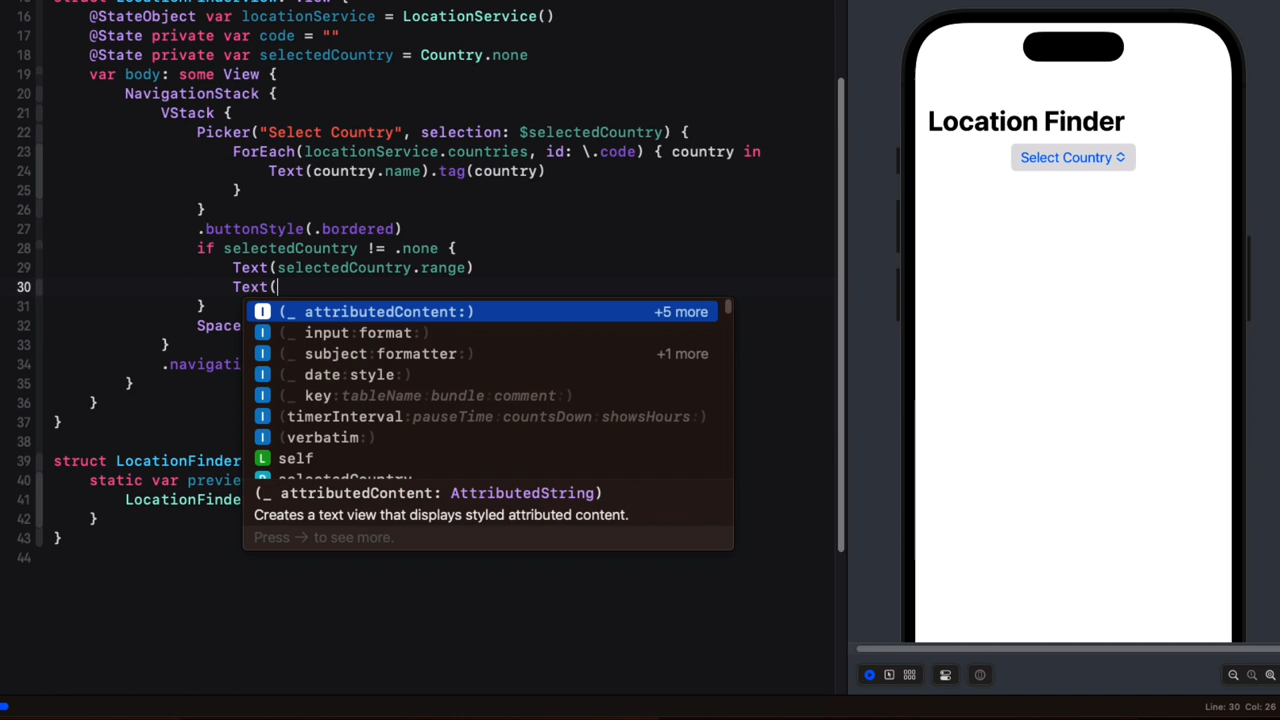 16 @StateObject var locationService = LocationService()
17 @State private var code = ""
18 @State private var selectedCountry = Country.none
19 var body: some View {
20 NavigationStack {
21 VStack {
22 Picker("Select Country", selection: $selectedCountry) {
23 ForEach(locationService.countries, id: \.code) { country in
24 Text(country.name).tag(country)
25 }
26 }
27 .buttonStyle(.bordered)
28 if selectedCountry != .none {
29 Text(selectedCountry.range)
30 Text(
31 }
32 Space
33 }
34 .navigati
35 }
36 }
37 }
38
39 struct LocationFinder
40 static var previe
41 LocationFinde
42 }
43 }
44
I (_ attributedContent:) +5 more
I (_ input:format:)
I (_ subject:formatter:) +1 more
I (_ date:style:)
I (_ key:tableName:bundle:comment:)
I (timerInterval:pauseTime:countsDown:showsHours:)
I (verbatim:)
L self
(_ attributedContent: AttributedString)
Creates a text view that displays styled attributed content.
Press → to see more.
Location Finder
Select Country
Line: 30 Col: 26